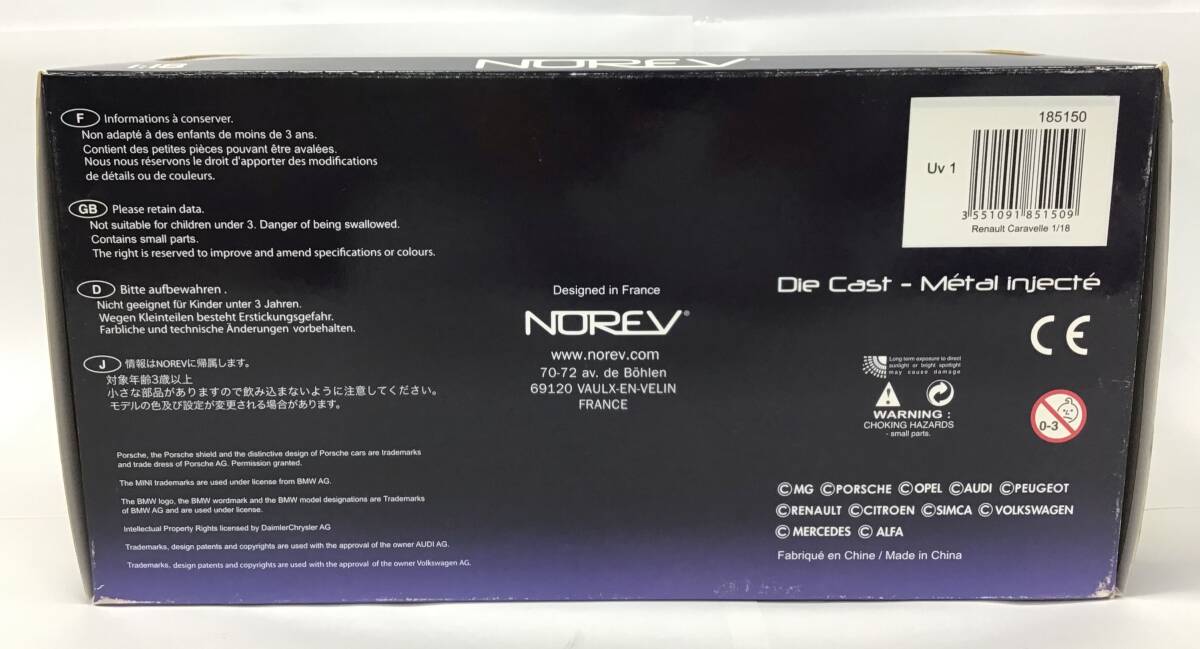 1:18
NOREV®
F Informations à conserver.
Non adapté à des enfants de moins de 3 ans.
Contient des petites pièces pouvant être avalées.
Nous nous réservons le droit d'apporter des modifications
de détails ou de couleurs.
GB Please retain data.
Not suitable for children under 3. Danger of being swallowed.
Contains small parts.
The right is reserved to improve and amend specifications or colours.
D Bitte aufbewahren .
Nicht geeignet für Kinder unter 3 Jahren.
Wegen Kleinteilen besteht Erstickungsgefahr.
Farbliche und technische Änderungen vorbehalten.
J 情報はNOREVに帰属します。
対象年齢3歳以上
小さな部品がありますので飲み込まないように注意してください。
モデルの色及び設定が変更される場合があります。
Porsche, the Porsche shield and the distinctive design of Porsche cars are trademarks
and trade dress of Porsche AG. Permission granted.
The MINI trademarks are used under license from BMW AG.
The BMW logo, the BMW wordmark and the BMW model designations are Trademarks
of BMW AG and are used under license.
Intellectual Property Rights licensed by DaimlerChrysler AG
Trademarks, design patents and copyrights are used with the approval of the owner AUDI AG.
Trademarks, design patents and copyrights are used with the approval of the owner Volkswagen AG.
Designed in France
NOREV®
www.norev.com
70-72 av. de Böhlen
69120 VAULX-EN-VELIN
FRANCE
185150
Uv 1
3 551091 851509
Renault Caravelle 1/18
Die Cast - Métal injecté
CE
Long term exposure to direct
sunlight or bright spotlight
may cause damage
WARNING :
CHOKING HAZARDS
- small parts.
0-3
©MG ©PORSCHE ©OPEL ©AUDI ©PEUGEOT
©RENAULT ©CITROEN ©SIMCA © VOLKSWAGEN
© MERCEDES © ALFA
Fabriqué en Chine / Made in China